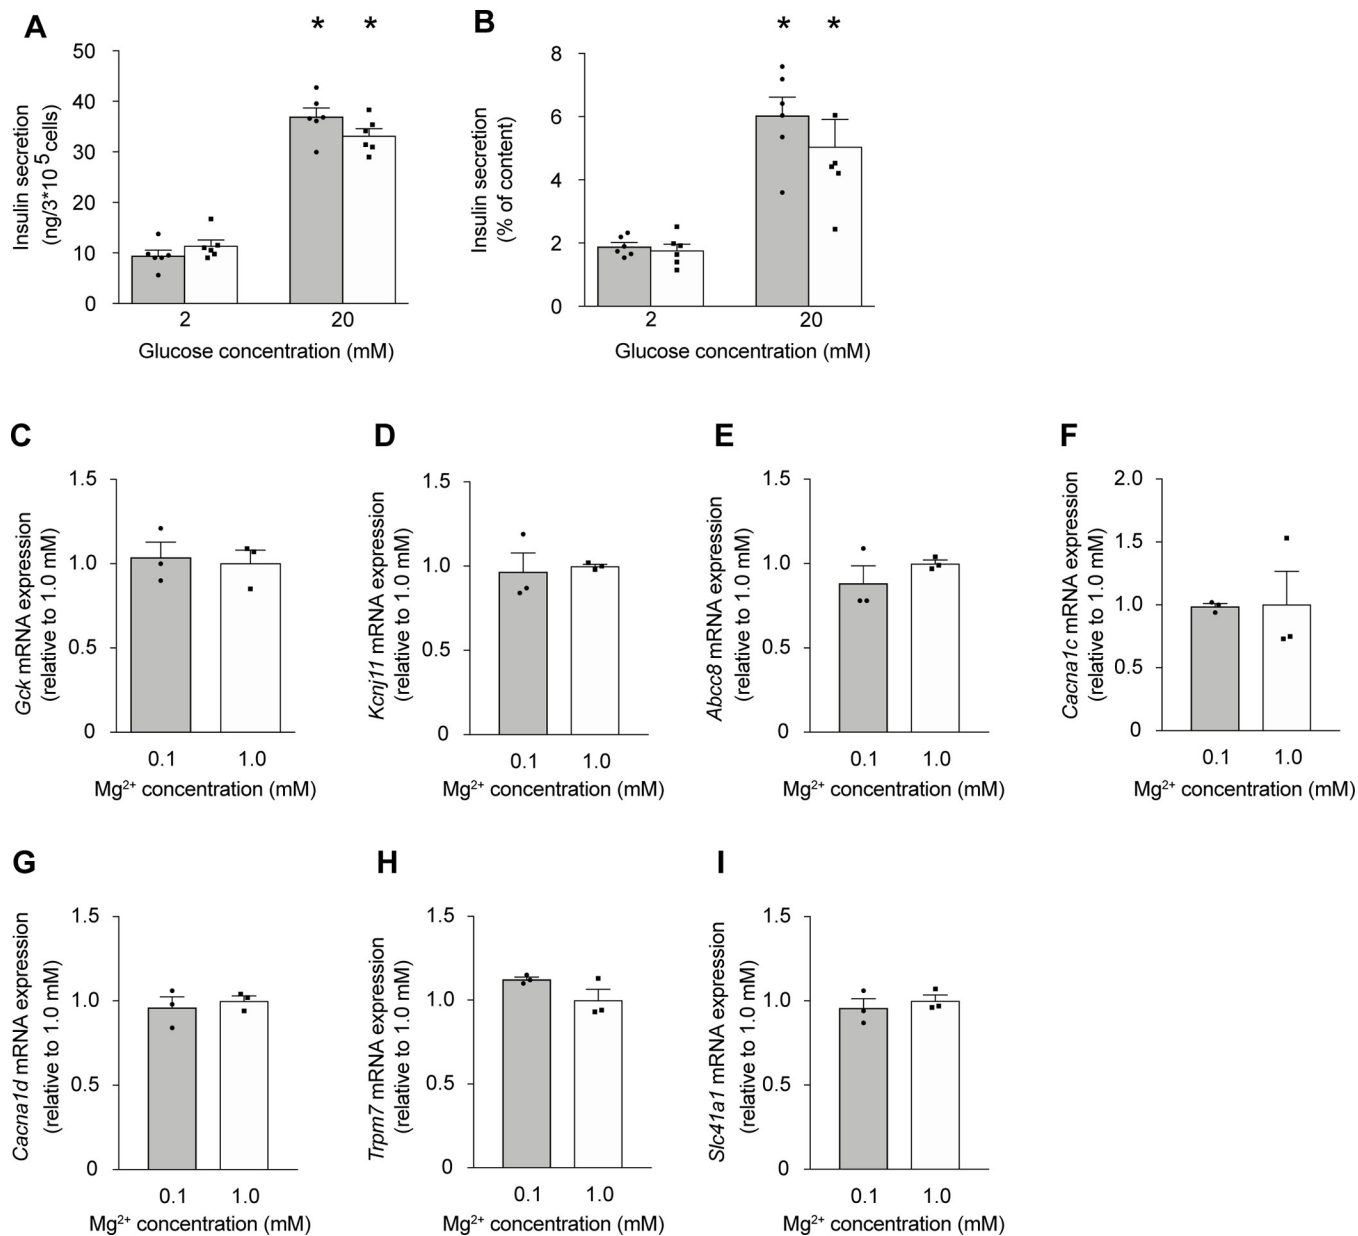 A
* *
Insulin secretion
(ng/3*10 5 cells)
50
40
30
20
10
0
2 20
Glucose concentration (mM)
B
* *
Insulin secretion
(% of content)
8
6
4
2
0
2 20
Glucose concentration (mM)
C
Gck mRNA expression
(relative to 1.0 mM)
1.5
1.0
0.5
0
0.1 1.0
Mg²⁺ concentration (mM)
D
Kcnj11 mRNA expression
(relative to 1.0 mM)
1.5
1.0
0.5
0
0.1 1.0
Mg²⁺ concentration (mM)
E
Abcc8 mRNA expression
(relative to 1.0 mM)
1.5
1.0
0.5
0
0.1 1.0
Mg²⁺ concentration (mM)
F
Cacna1c mRNA expression
(relative to 1.0 mM)
2.0
1.5
1.0
0.5
0
0.1 1.0
Mg²⁺ concentration (mM)
G
Cacna1d mRNA expression
(relative to 1.0 mM)
1.5
1.0
0.5
0
0.1 1.0
Mg²⁺ concentration (mM)
H
Trpm7 mRNA expression
(relative to 1.0 mM)
1.5
1.0
0.5
0
0.1 1.0
Mg²⁺ concentration (mM)
I
Slc41a1 mRNA expression
(relative to 1.0 mM)
1.5
1.0
0.5
0
0.1 1.0
Mg²⁺ concentration (mM)